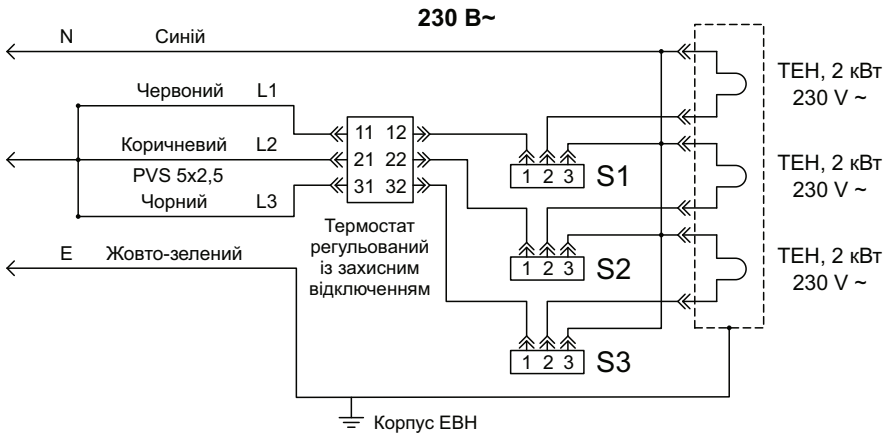 230 В~
N Синій
Червоний L1
Коричневий L2
PVS 5x2,5
Чорний L3
E Жовто-зелений
11 12
21 22
31 32
Термостат
регульований
із захисним
відключенням
1 2 3 S1
1 2 3 S2
1 2 3 S3
ТЕН, 2 кВт
230 V ~
ТЕН, 2 кВт
230 V ~
ТЕН, 2 кВт
230 V ~
Корпус ЕВН